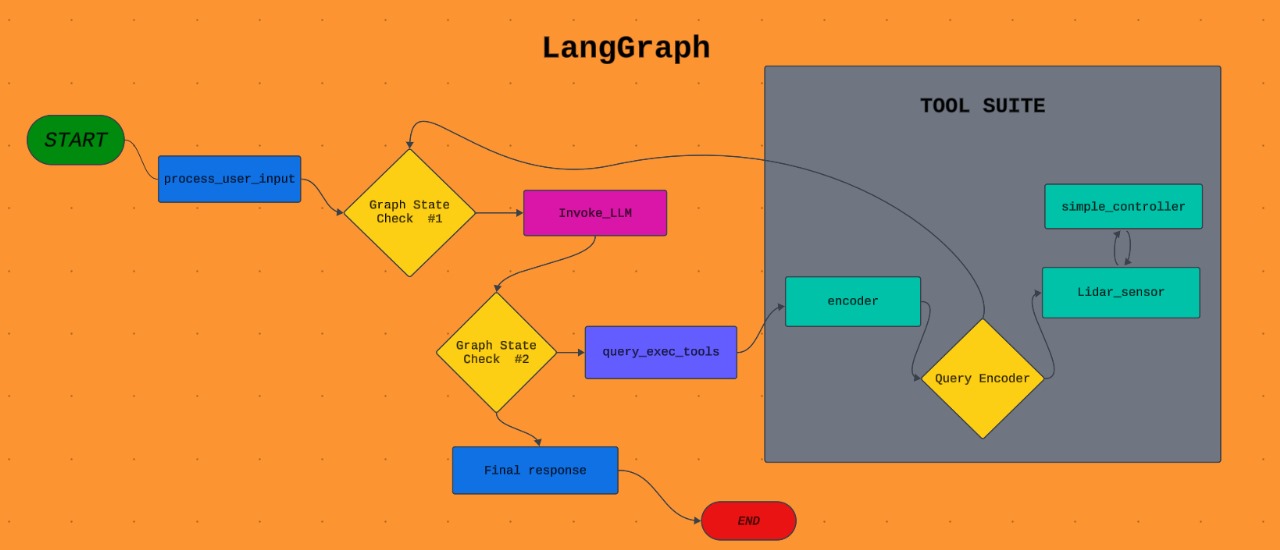 LangGraph
TOOL SUITE
START
process_user_input
Graph State
Check #1
Invoke_LLM
simple_controller
Lidar_sensor
encoder
Graph State
Check #2
query_exec_tools
Query Encoder
Final response
END